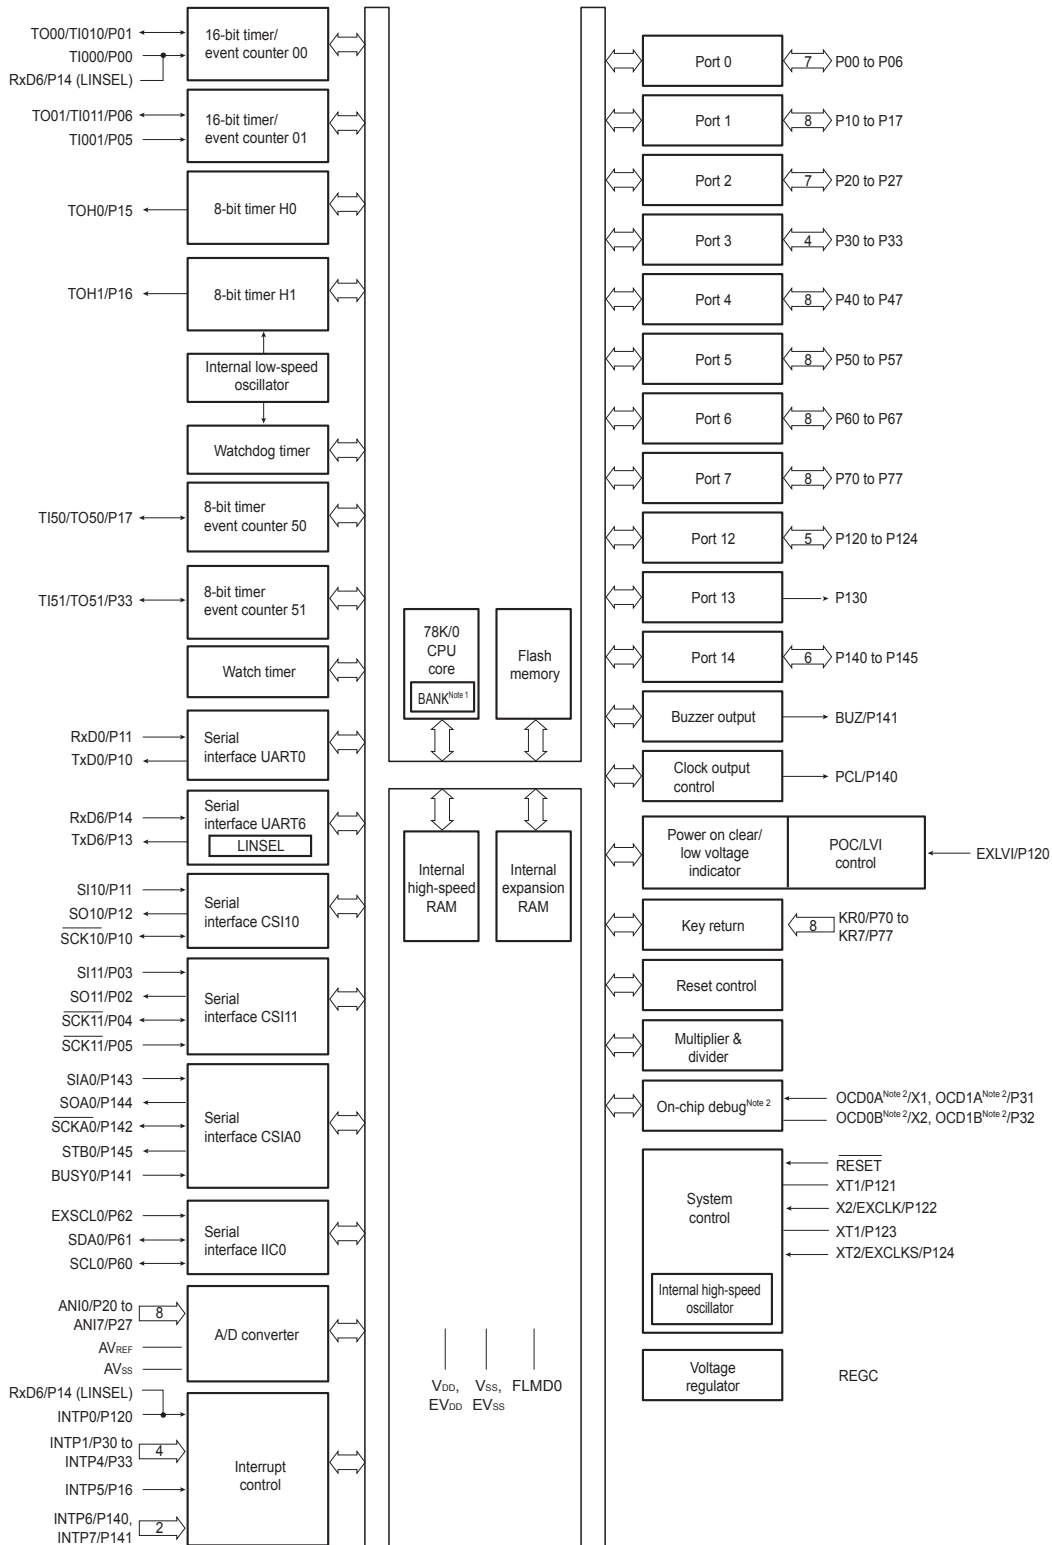 TO00/TI010/P01
TI000/P00
RxD6/P14 (LINSEL)
16-bit timer/
event counter 00
TO01/TI011/P06
TI001/P05
16-bit timer/
event counter 01
TOH0/P15
8-bit timer H0
TOH1/P16
8-bit timer H1
Internal low-speed
oscillator
Watchdog timer
TI50/TO50/P17
8-bit timer
event counter 50
TI51/TO51/P33
8-bit timer
event counter 51
Watch timer
RxD0/P11
TxD0/P10
Serial
interface UART0
RxD6/P14
TxD6/P13
Serial
interface UART6
LINSEL
SI10/P11
SO10/P12
SCK10/P10
Serial
interface CSI10
SI11/P03
SO11/P02
SCK11/P04
SCK11/P05
Serial
interface CSI11
SIA0/P143
SOA0/P144
SCKA0/P142
STB0/P145
BUSY0/P141
Serial
interface CSIA0
EXSCL0/P62
SDA0/P61
SCL0/P60
Serial
interface IIC0
ANI0/P20 to
ANI7/P27
8
AVREF
AVSS
A/D converter
RxD6/P14 (LINSEL)
INTP0/P120
INTP1/P30 to
INTP4/P33
4
INTP5/P16
INTP6/P140,
INTP7/P141
2
Interrupt
control
78K/0
CPU
core
BANKNote 1
Flash
memory
Internal
high-speed
RAM
Internal
expansion
RAM
VDD,
EVDD
VSS,
EVSS
FLMD0
Port 0
7
P00 to P06
Port 1
8
P10 to P17
Port 2
7
P20 to P27
Port 3
4
P30 to P33
Port 4
8
P40 to P47
Port 5
8
P50 to P57
Port 6
8
P60 to P67
Port 7
8
P70 to P77
Port 12
5
P120 to P124
Port 13
P130
Port 14
6
P140 to P145
Buzzer output
BUZ/P141
Clock output
control
PCL/P140
Power on clear/
low voltage
indicator
POC/LVI
control
EXLVI/P120
Key return
8
KR0/P70 to
KR7/P77
Reset control
Multiplier &
divider
On-chip debugNote 2
OCD0ANote 2/X1, OCD1ANote 2/P31
OCD0BNote 2/X2, OCD1BNote 2/P32
System
control
Internal high-speed
oscillator
RESET
XT1/P121
X2/EXCLK/P122
XT1/P123
XT2/EXCLKS/P124
Voltage
regulator
REGC